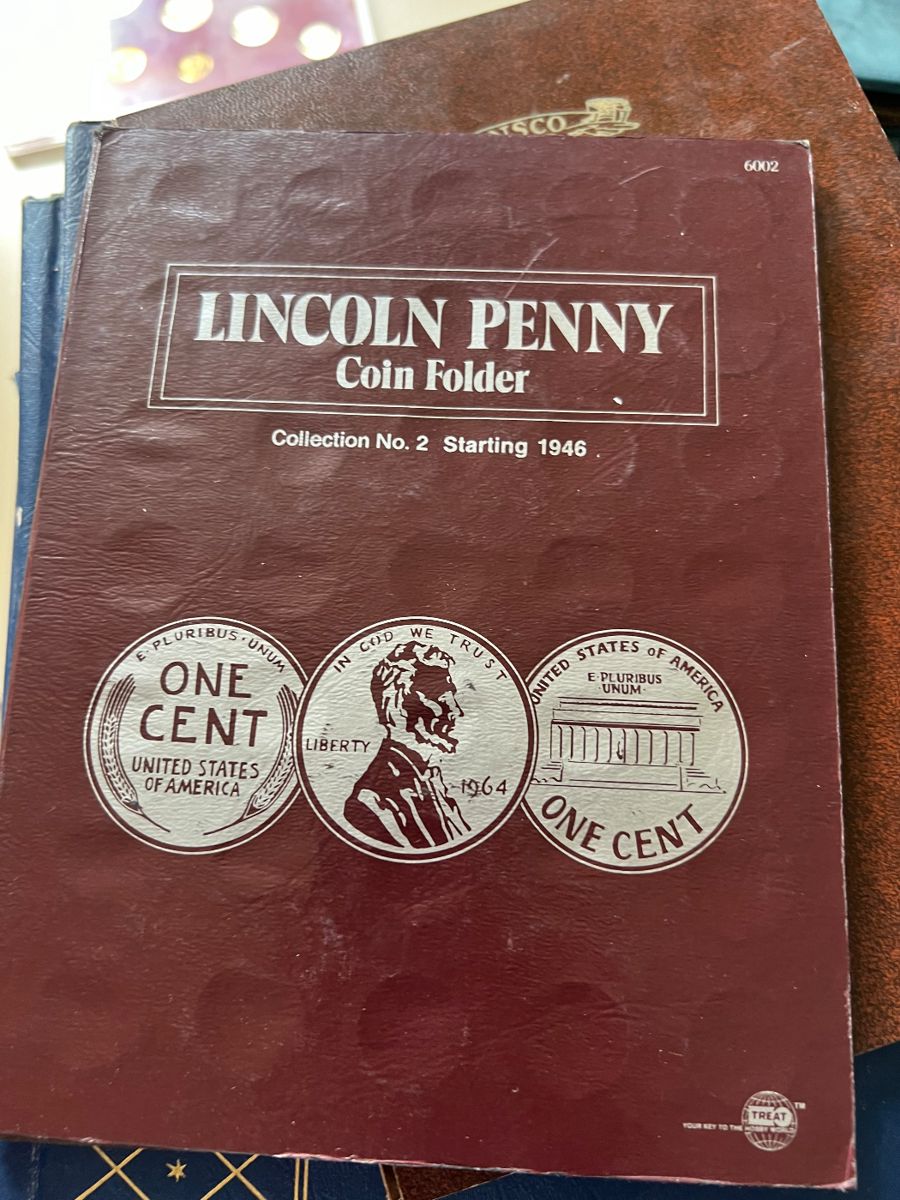 NSCO
6002
LINCOLN PENNY
Coin Folder
Collection No. 2 Starting 1946
E·PLURIBUS·UNUM
ONE
CENT
UNITED STATES
OF AMERICA
IN GOD WE TRUST
LIBERTY
1964
UNITED STATES OF AMERICA
E·PLURIBUS
·UNUM·
ONE CENT
TREAT
TM
YOUR KEY TO THE HOBBY WORLD